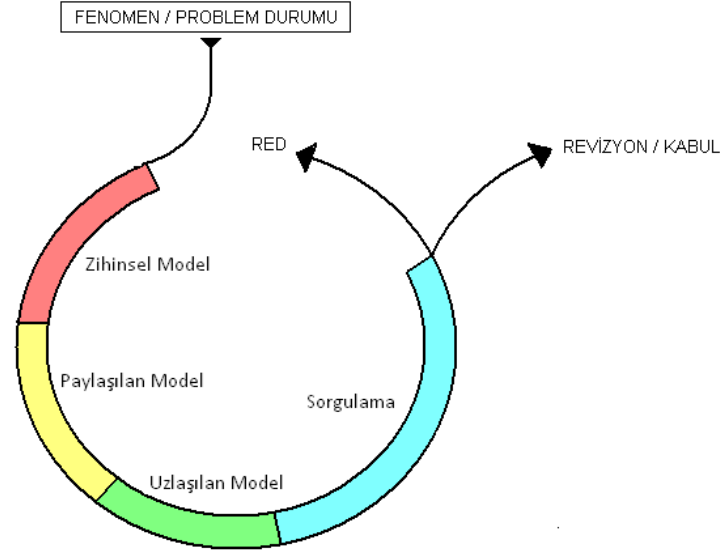 FENOMEN / PROBLEM DURUMU
RED
REVİZYON / KABUL
Zihinsel Model
Paylaşılan Model
Sorgulama
Uzlaşılan Model